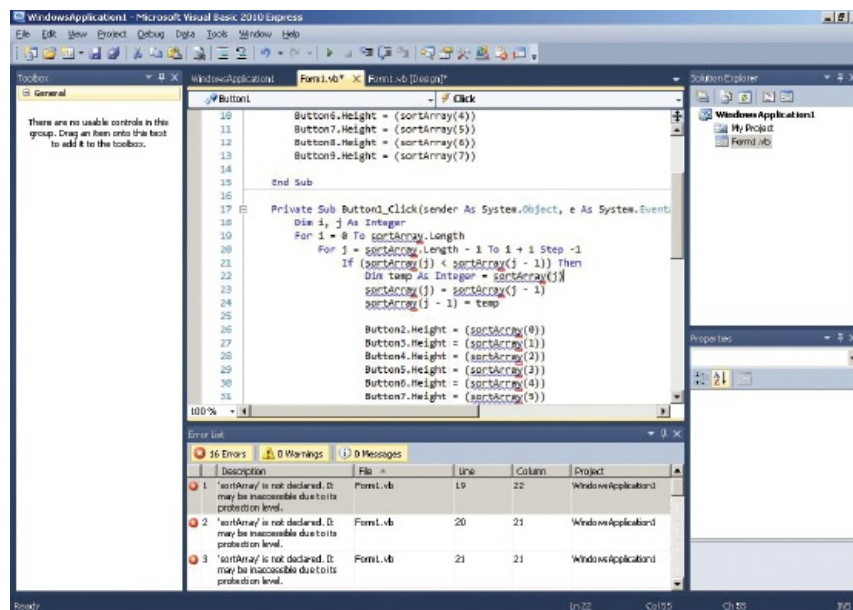 WindowsApplication1 - Microsoft Visual Basic 2010 Express
File Edit View Project Debug Data Tools Window Help
Toolbox
General
There are no usable controls in this
group. Drag an item onto this text
to add it to the toolbox.
WindowsApplication1 Form1.vb* Form1.vb [Design]*
Button1 Click
10 Button6.Height = (sortArray(4))
11 Button7.Height = (sortArray(5))
12 Button8.Height = (sortArray(6))
13 Button9.Height = (sortArray(7))
14
15 End Sub
16
17 Private Sub Button1_Click(sender As System.Object, e As System.Event
18 Dim i, j As Integer
19 For i = 0 To sortArray.Length
20 For j = sortArray.Length - 1 To i + 1 Step -1
21 If (sortArray(j) < sortArray(j - 1)) Then
22 Dim temp As Integer = sortArray(j)
23 sortArray(j) = sortArray(j - 1)
24 sortArray(j - 1) = temp
25
26 Button2.Height = (sortArray(0))
27 Button3.Height = (sortArray(1))
28 Button4.Height = (sortArray(2))
29 Button5.Height = (sortArray(3))
30 Button6.Height = (sortArray(4))
31 Button7.Height = (sortArray(5))
100 %
Solution Explorer
WindowsApplication1
My Project
Form1.vb
Properties
Error List
16 Errors 0 Warnings 0 Messages
Description File Line Column Project
1 'sortArray' is not declared. It Form1.vb 19 22 WindowsApplication1
may be inaccessible due to its
protection level.
2 'sortArray' is not declared. It Form1.vb 20 21 WindowsApplication1
may be inaccessible due to its
protection level.
3 'sortArray' is not declared. It Form1.vb 21 21 WindowsApplication1
may be inaccessible due to its
protection level.
Ready Ln 22 Col 55 Ch 55 INS